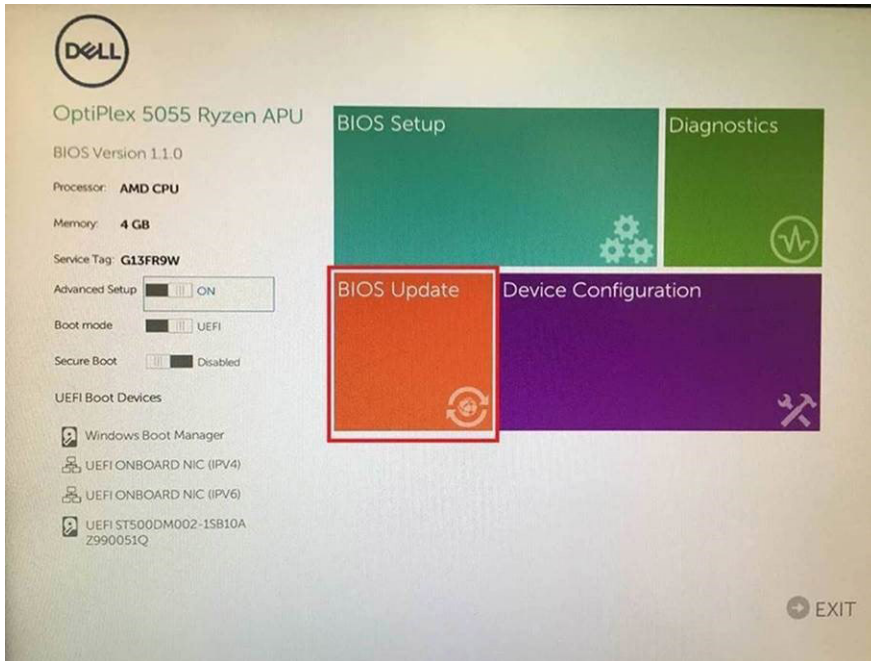 DELL
OptiPlex 5055 Ryzen APU
BIOS Version 1.1.0
Processor: AMD CPU
Memory: 4 GB
Service Tag: G13FR9W
Advanced Setup ON
Boot mode UEFI
Secure Boot Disabled
UEFI Boot Devices
Windows Boot Manager
UEFI ONBOARD NIC (IPV4)
UEFI ONBOARD NIC (IPV6)
UEFI ST500DM002-1SB10A
Z990051Q
BIOS Setup
Diagnostics
BIOS Update
Device Configuration
EXIT